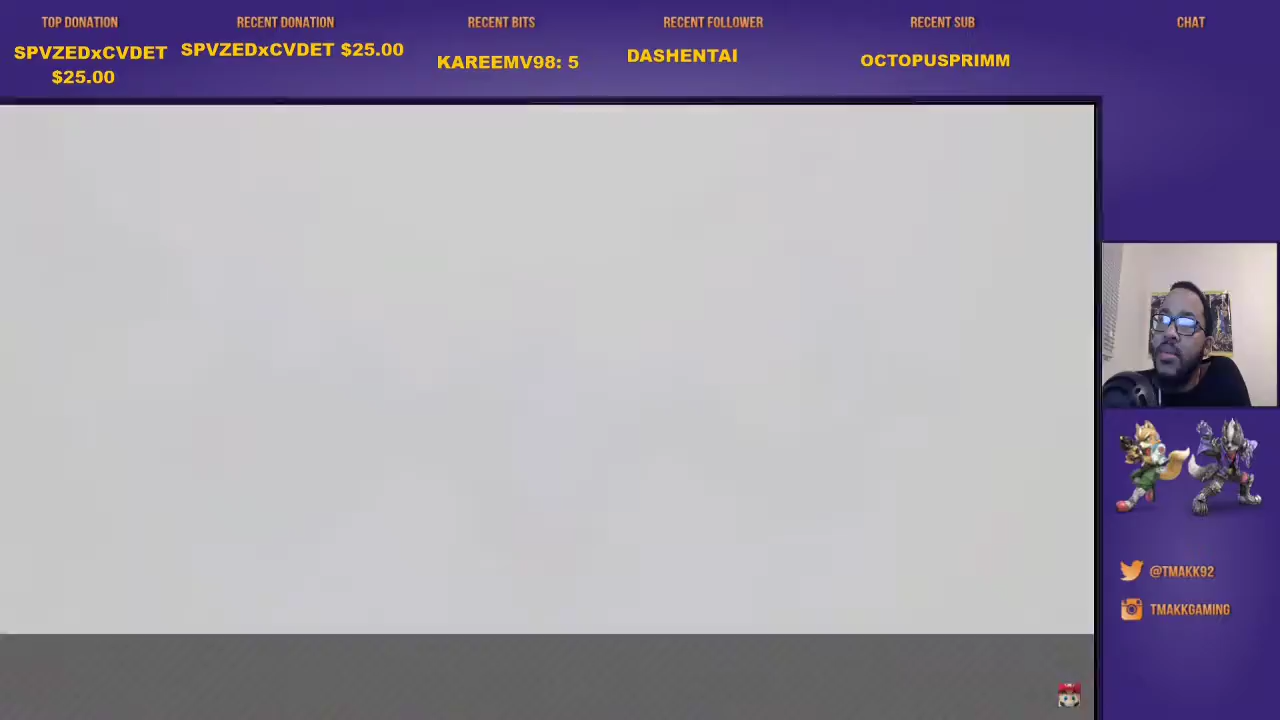 TOP DONATION
RECENT DONATION
RECENT BITS
RECENT FOLLOWER
RECENT SUB
CHAT
SPVZEDxCVDET
$25.00
SPVZEDxCVDET $25.00
KAREEMV98: 5
DASHENTAI
OCTOPUSPRIMM
@TMAKK92
TMAKKGAMING